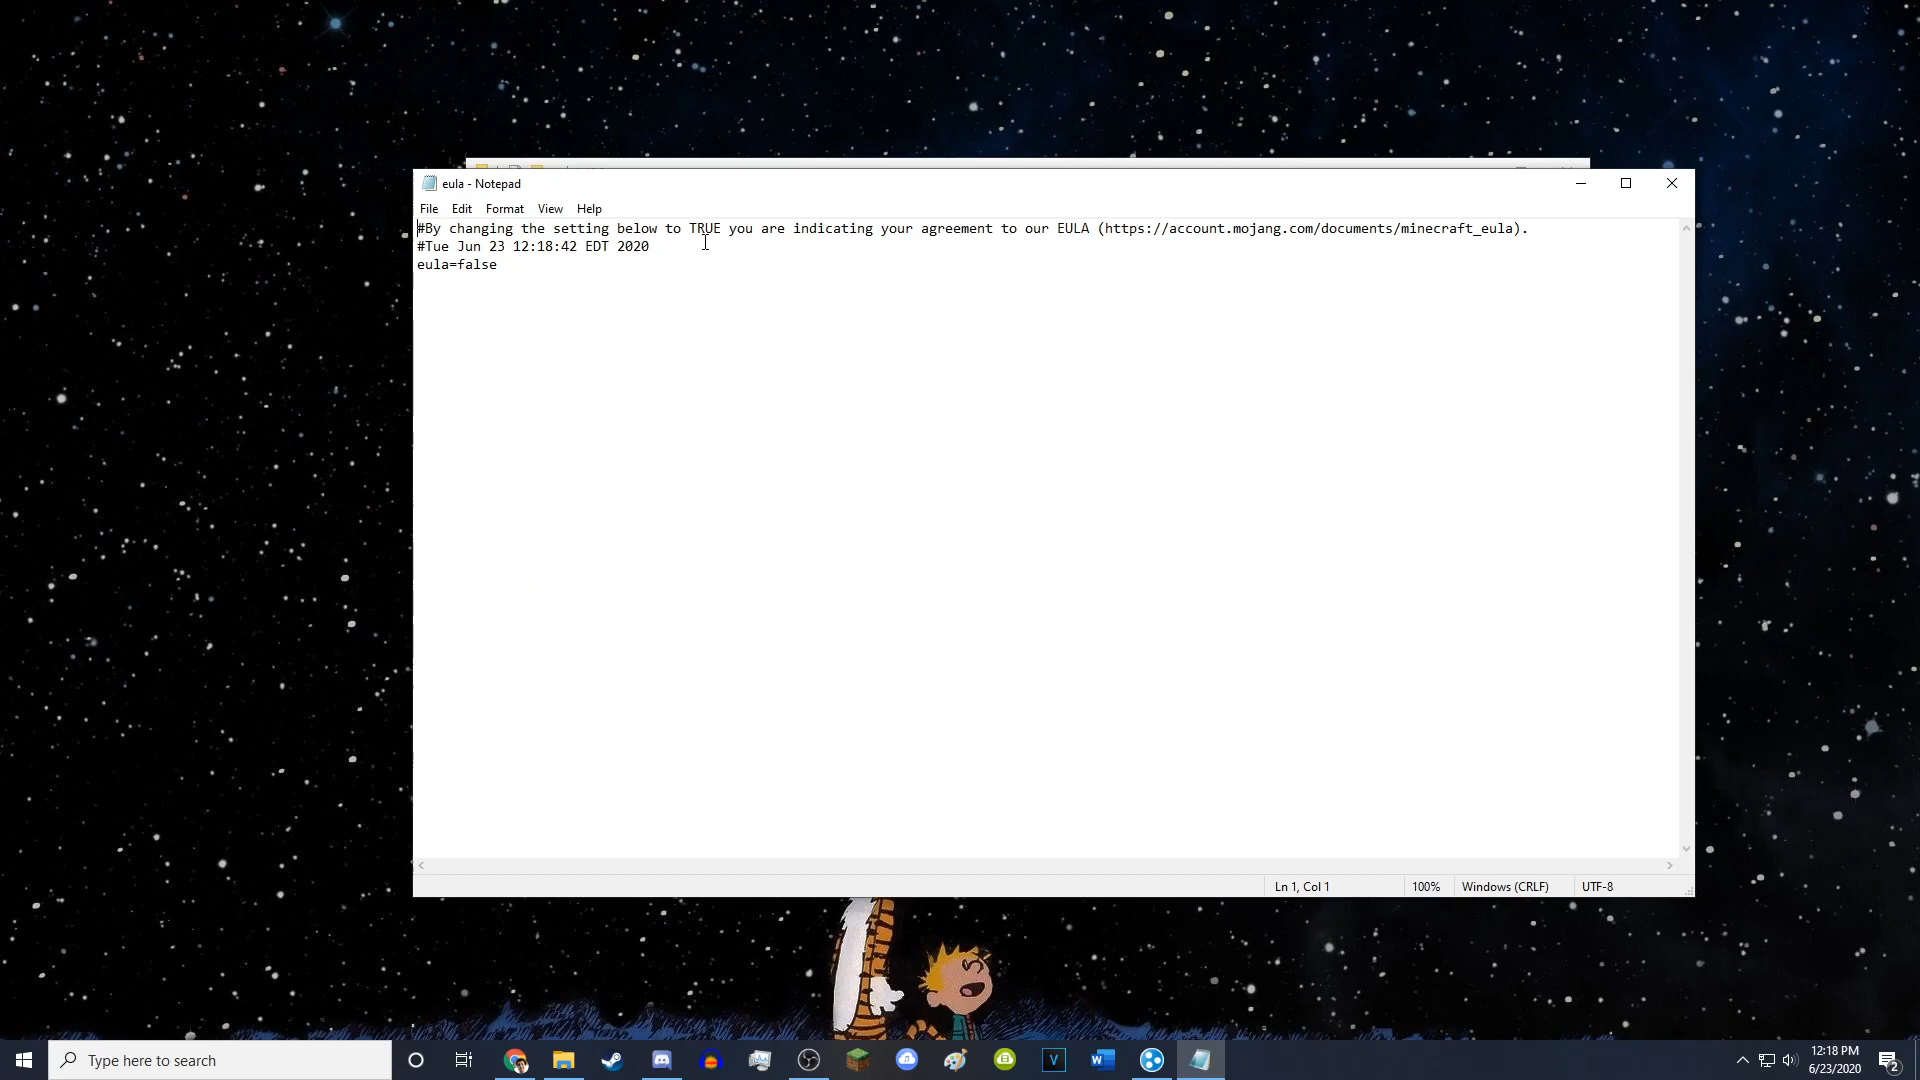 eula - Notepad
File Edit Format View Help
#By changing the setting below to TRUE you are indicating your agreement to our EULA (https://account.mojang.com/documents/minecraft_eula).
#Tue Jun 23 12:18:42 EDT 2020
eula=false
Ln 1, Col 1 100% Windows (CRLF) UTF-8
Type here to search
V
W
12:18 PM
6/23/2020
2